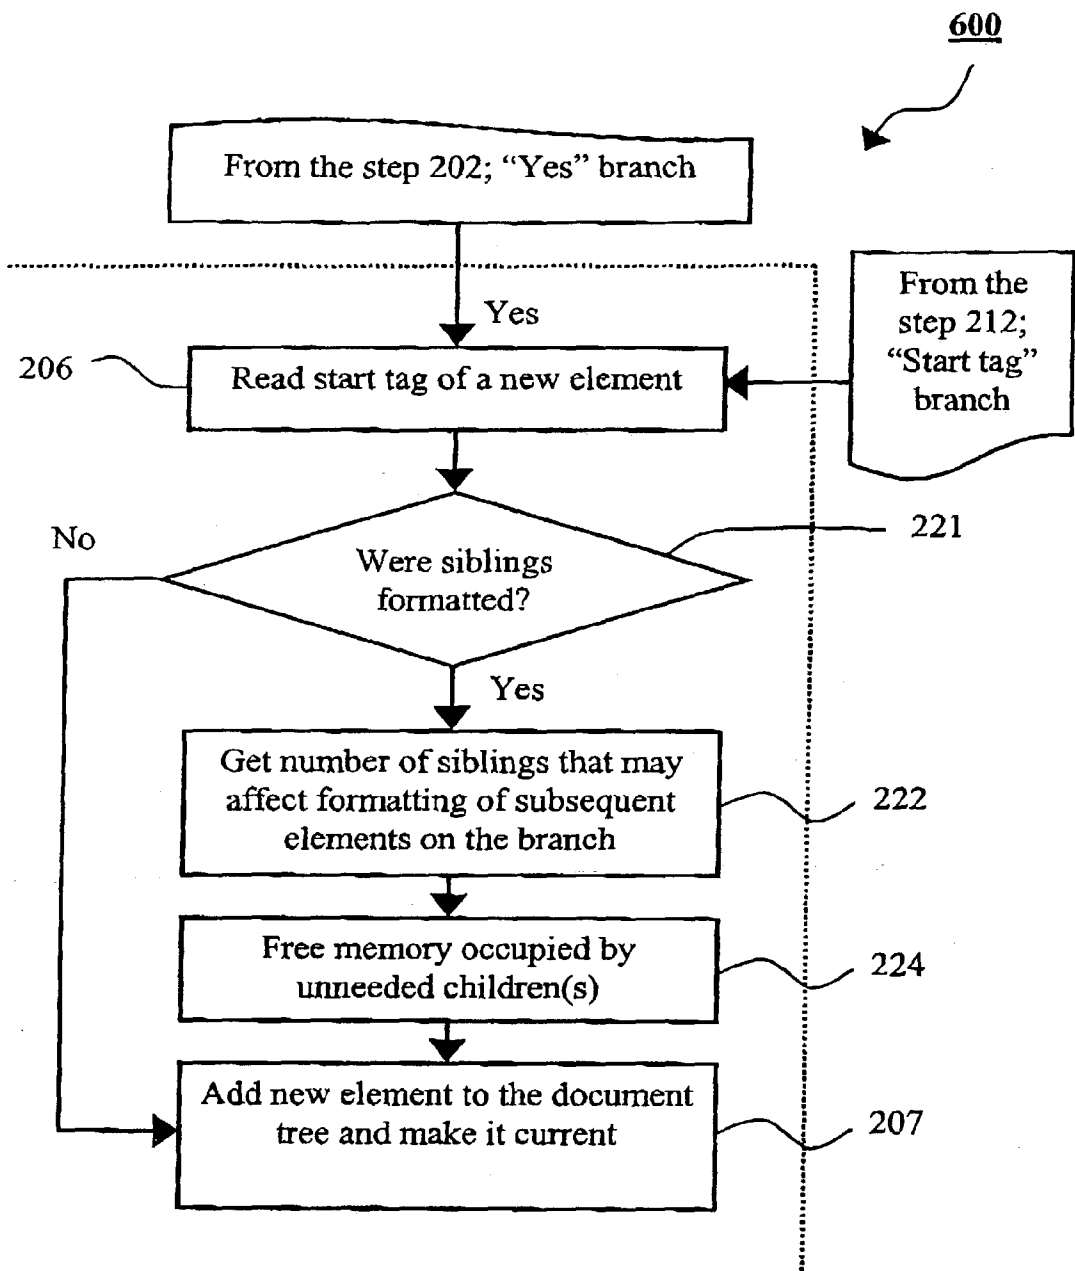 600
From the step 202; “Yes” branch
Yes
From the
step 212;
“Start tag”
branch
206
Read start tag of a new element
No
221
Were siblings
formatted?
Yes
Get number of siblings that may
affect formatting of subsequent
elements on the branch
222
Free memory occupied by
unneeded children(s)
224
Add new element to the document
tree and make it current
207